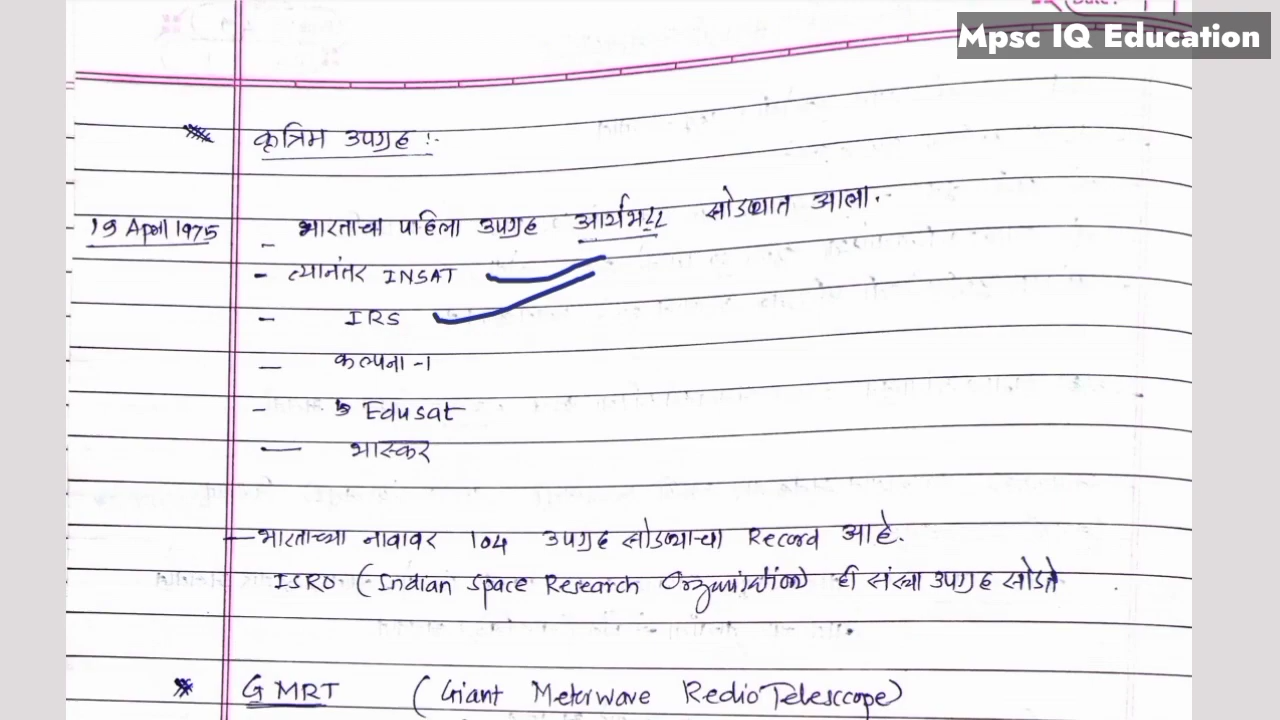 Date:
Mpsc IQ Education
कृत्रिम उपग्रह :-
19 April 1975
- भारताचा पहिला उपग्रह आर्यभट्ट सोडण्यात आला.
- त्यानंतर INSAT
- IRS
- कल्पना -1
- Edusat
- भास्कर
- भारताच्या नावावर 104 उपग्रह सोडण्याचा Record आहे.
ISRO (Indian Space Research Organisation) ही संस्था उपग्रह सोडते
GMRT (Giant Meterwave Redio Telesccope)